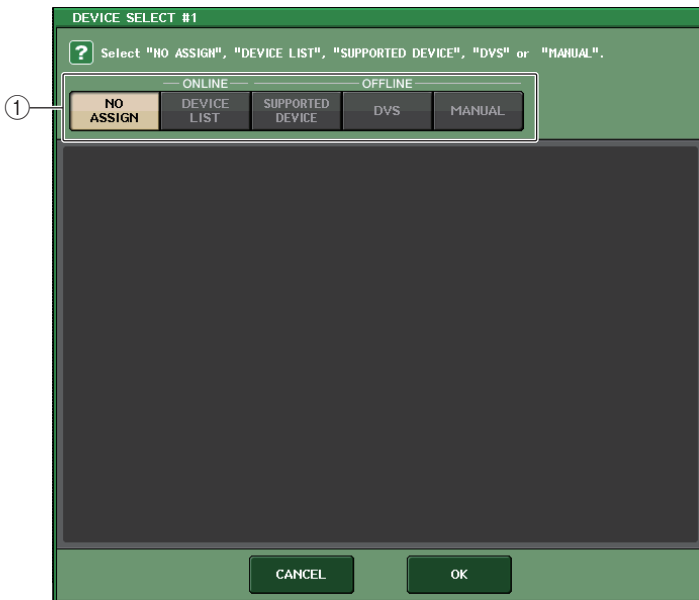 DEVICE SELECT #1
? Select "NO ASSIGN", "DEVICE LIST", "SUPPORTED DEVICE", "DVS" or "MANUAL".
ONLINE OFFLINE
①
NO ASSIGN
DEVICE LIST
SUPPORTED DEVICE
DVS
MANUAL
CANCEL OK